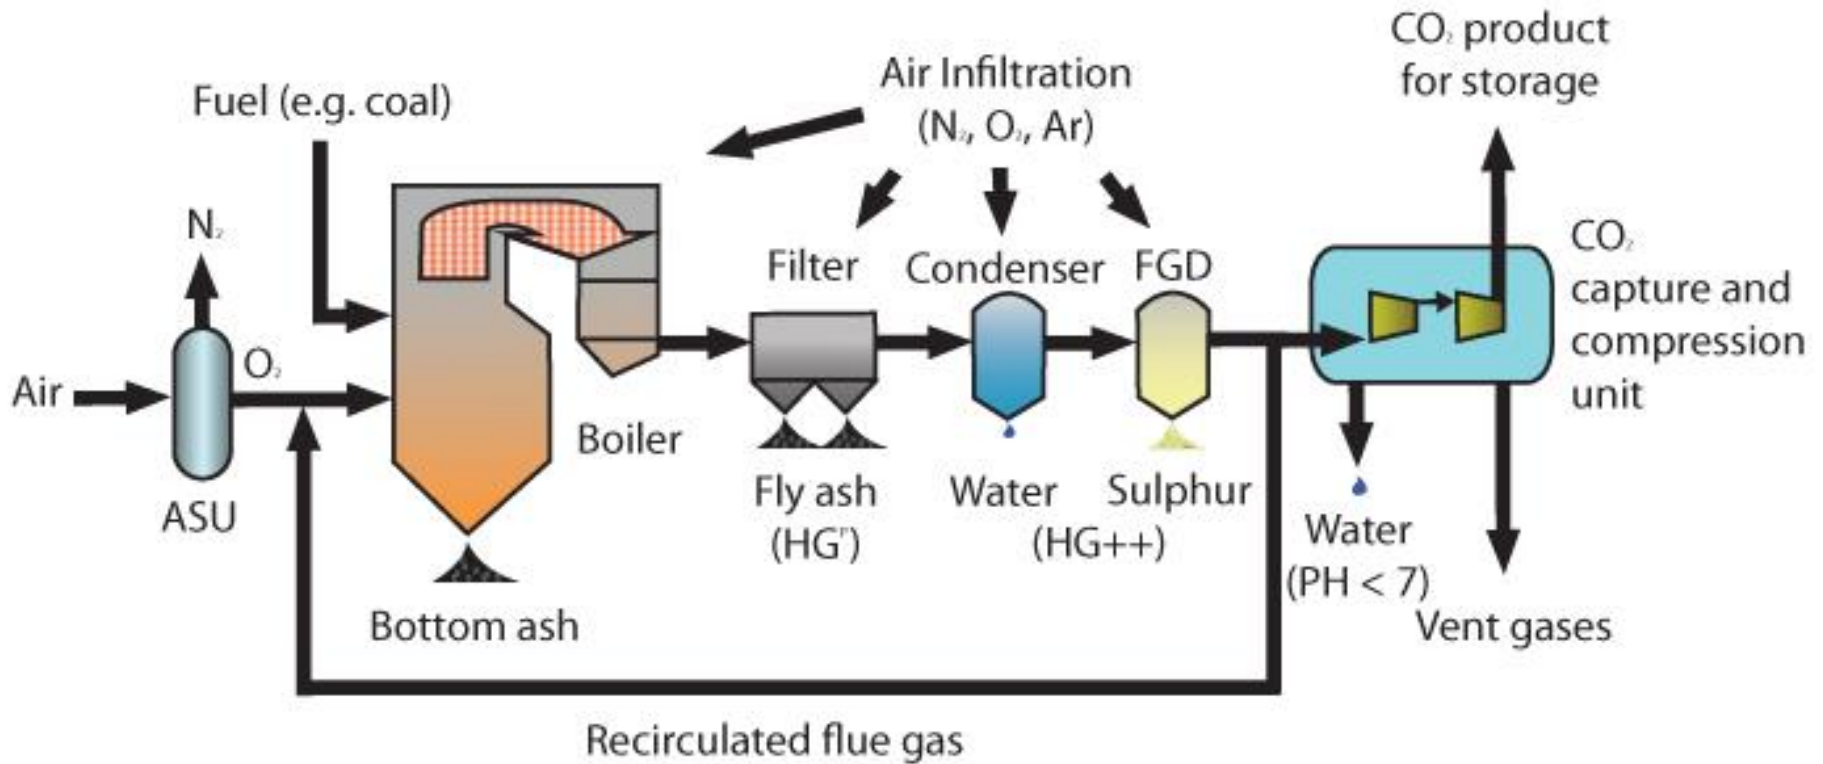 CO₂ product
for storage
Air Infiltration
(N₂, O₂, Ar)
Fuel (e.g. coal)
N₂
CO₂
capture and
compression
unit
Filter
Condenser
FGD
O₂
Air
Boiler
ASU
Fly ash
(HG")
Water
Sulphur
(HG++)
Water
(PH < 7)
Bottom ash
Vent gases
Recirculated flue gas